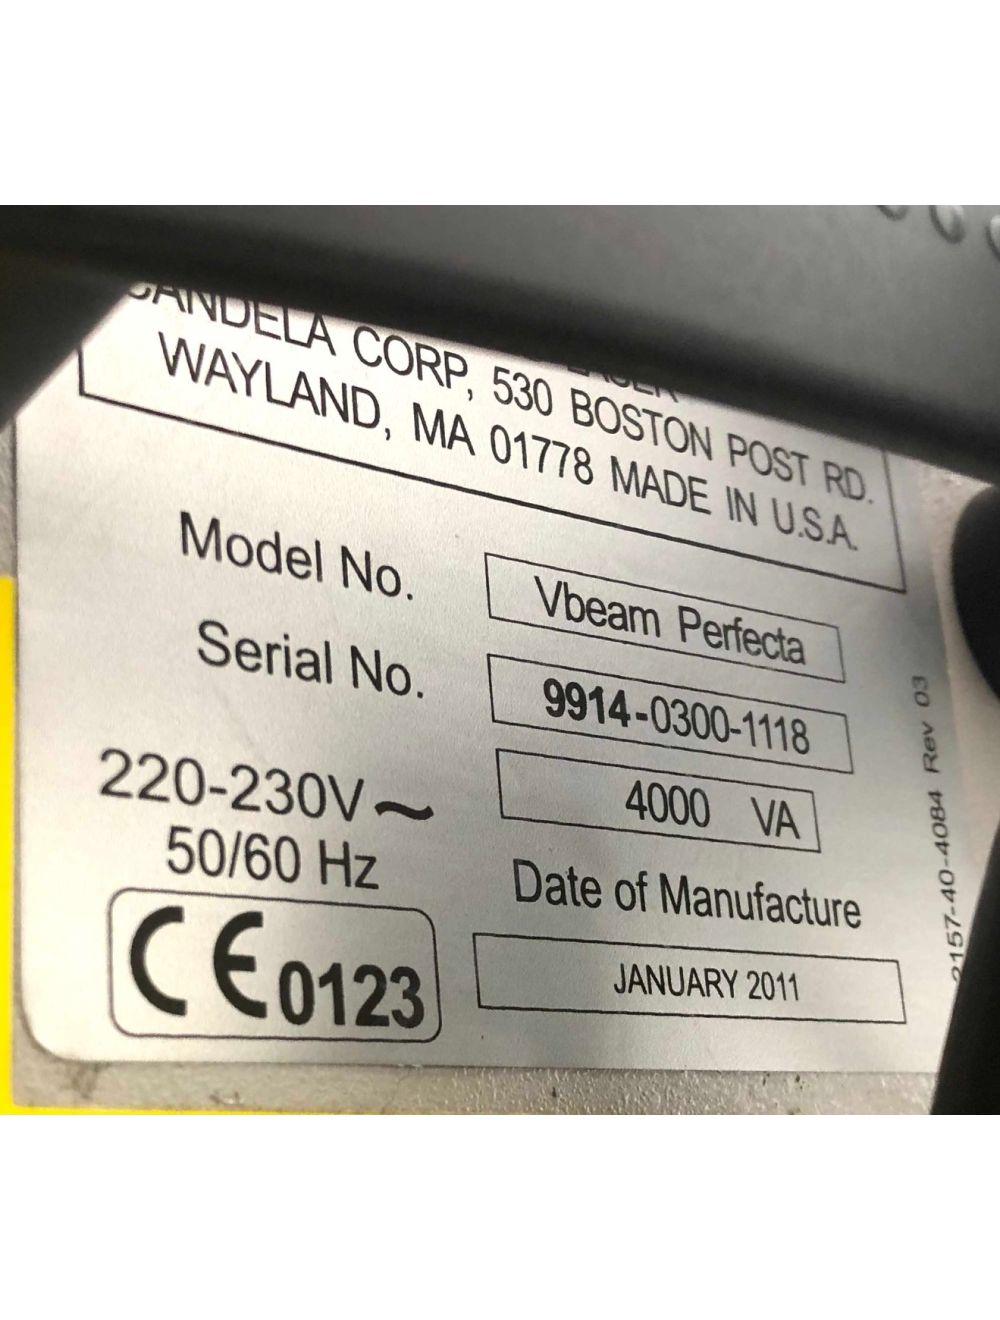 CANDELA CORP, 530 BOSTON POST RD.
WAYLAND, MA 01778 MADE IN U.S.A.
Model No. Vbeam Perfecta
Serial No. 9914-0300-1118
220-230V~ 4000 VA
50/60 Hz
Date of Manufacture
CE 0123
JANUARY 2011
2157-40-4084 Rev 03